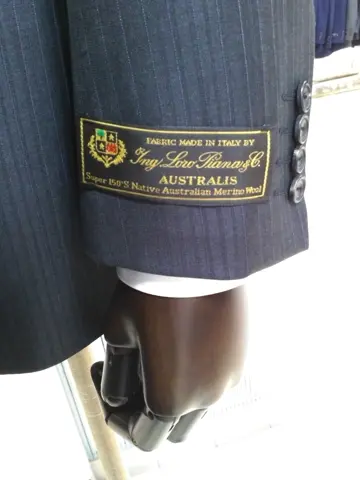 FABRIC MADE IN ITALY BY
Ing. Loro Piana & C.
AUSTRALIS
Super 150'S Native Australian Merino Wool